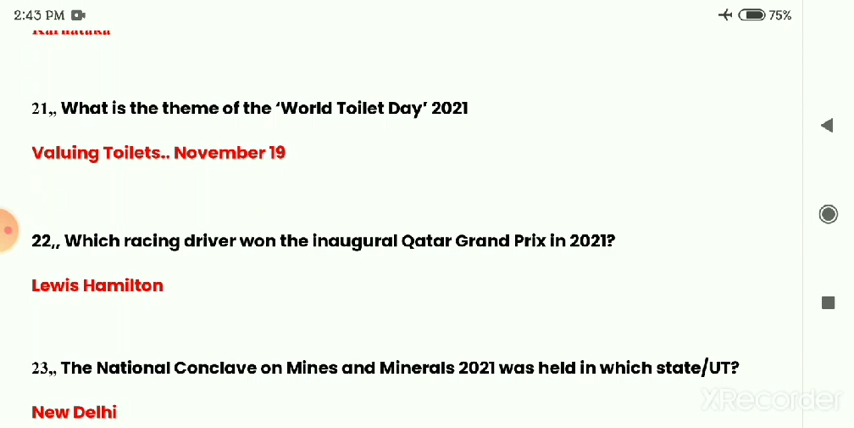 2:43 PM
75%
Karnataka
21,, What is the theme of the ‘World Toilet Day’ 2021
Valuing Toilets.. November 19
22,, Which racing driver won the inaugural Qatar Grand Prix in 2021?
Lewis Hamilton
23,, The National Conclave on Mines and Minerals 2021 was held in which state/UT?
New Delhi
XRecorder